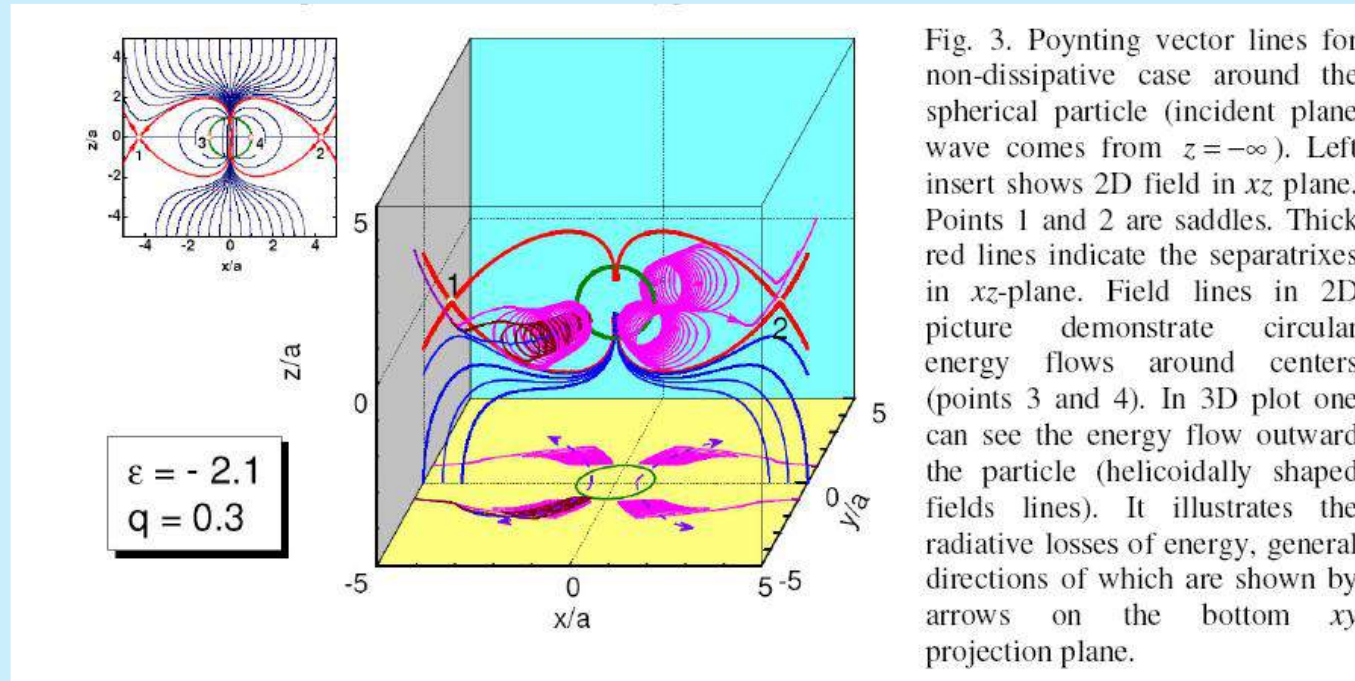 4
2
0
-2
-4
z/a
-4 -2 0 2 4
x/a
1
3
4
2
5
0
z/a
1
2
-5
0
5
x/a
-5
0
5
y/a
ε = - 2.1
q = 0.3
Fig. 3. Poynting vector lines for
non-dissipative case around the
spherical particle (incident plane
wave comes from z = −∞ ). Left
insert shows 2D field in xz plane.
Points 1 and 2 are saddles. Thick
red lines indicate the separatrixes
in xz-plane. Field lines in 2D
picture demonstrate circular
energy flows around centers
(points 3 and 4). In 3D plot one
can see the energy flow outward
the particle (helicoidally shaped
fields lines). It illustrates the
radiative losses of energy, general
directions of which are shown by
arrows on the bottom xy
projection plane.